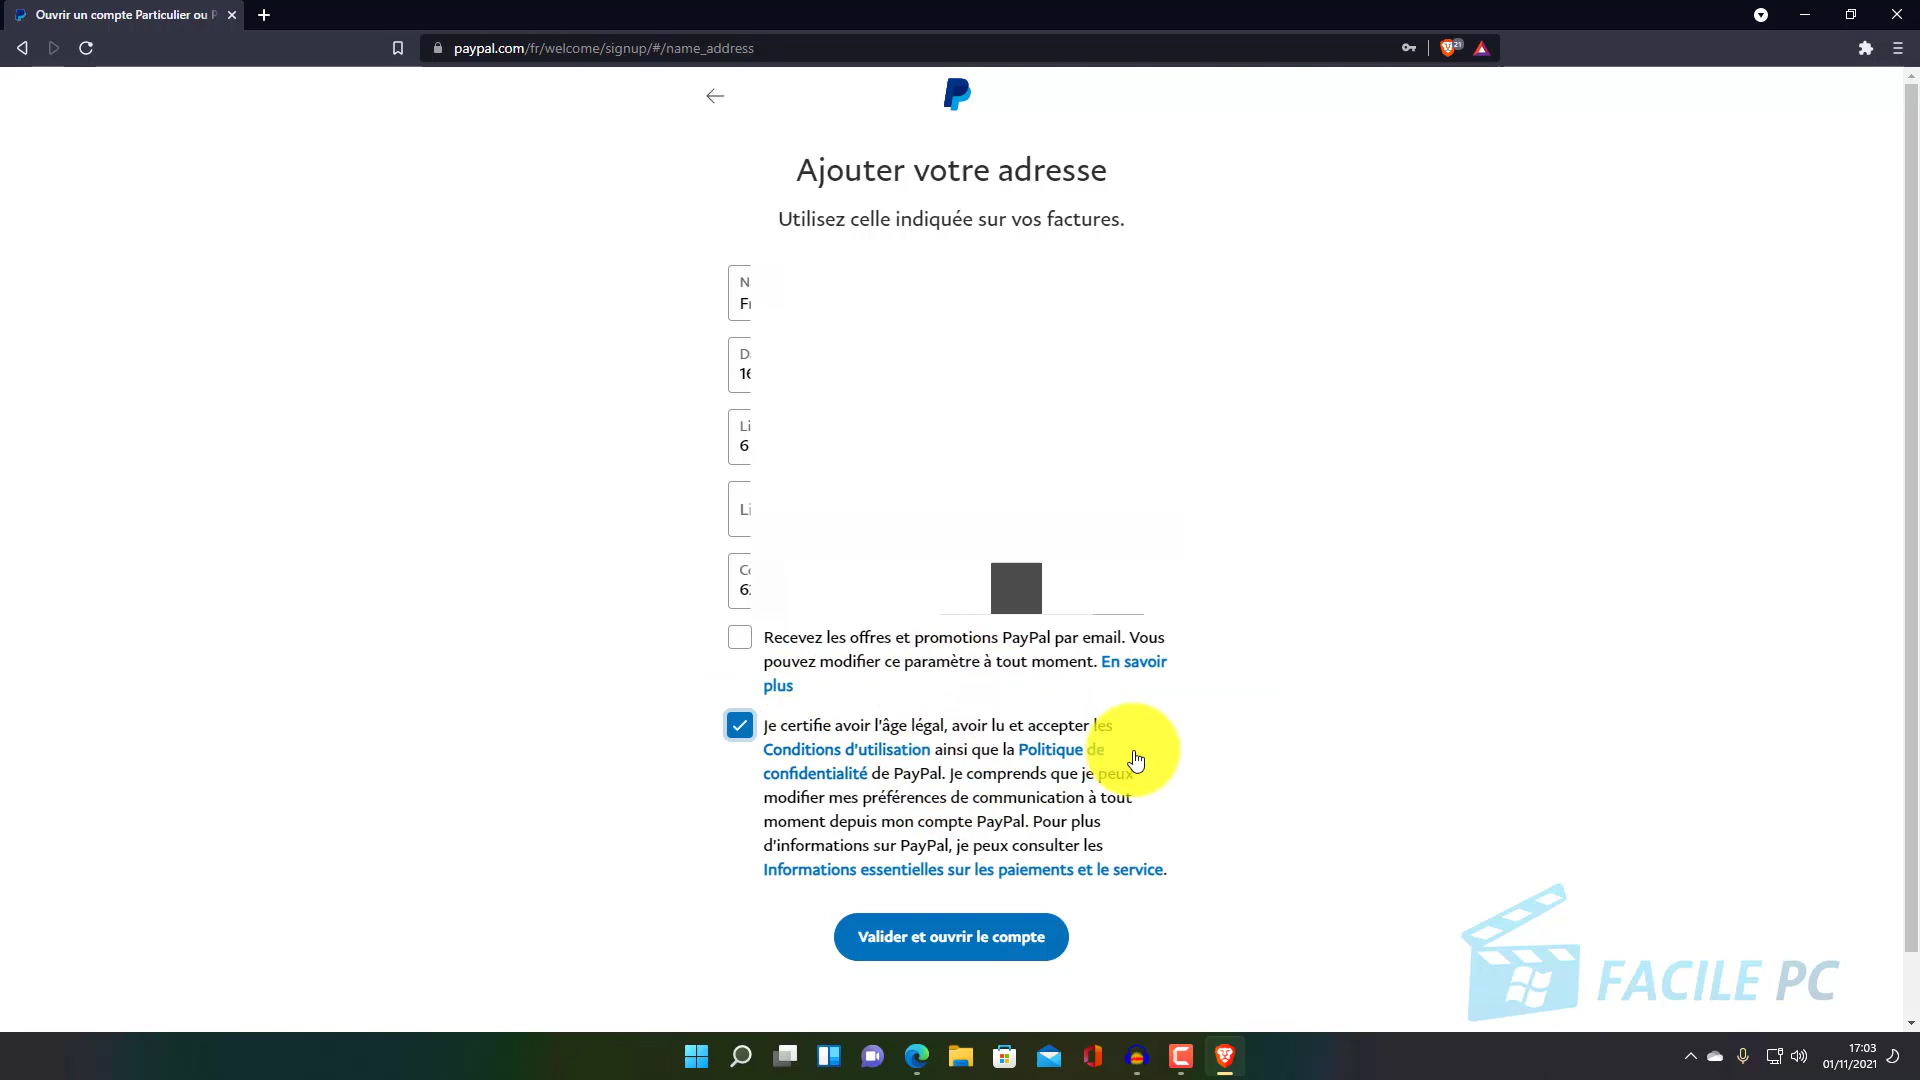 Ouvrir un compte Particulier ou P
paypal.com/fr/welcome/signup/#/name_address
21
Ajouter votre adresse
Utilisez celle indiquée sur vos factures.
16
6
Recevez les offres et promotions PayPal par email. Vous
pouvez modifier ce paramètre à tout moment. En savoir
plus
Je certifie avoir l'âge légal, avoir lu et accepter les
Conditions d'utilisation ainsi que la Politique de
confidentialité de PayPal. Je comprends que je peux
modifier mes préférences de communication à tout
moment depuis mon compte PayPal. Pour plus
d'informations sur PayPal, je peux consulter les
Informations essentielles sur les paiements et le service.
Valider et ouvrir le compte
FACILE PC
17:03
01/11/2021